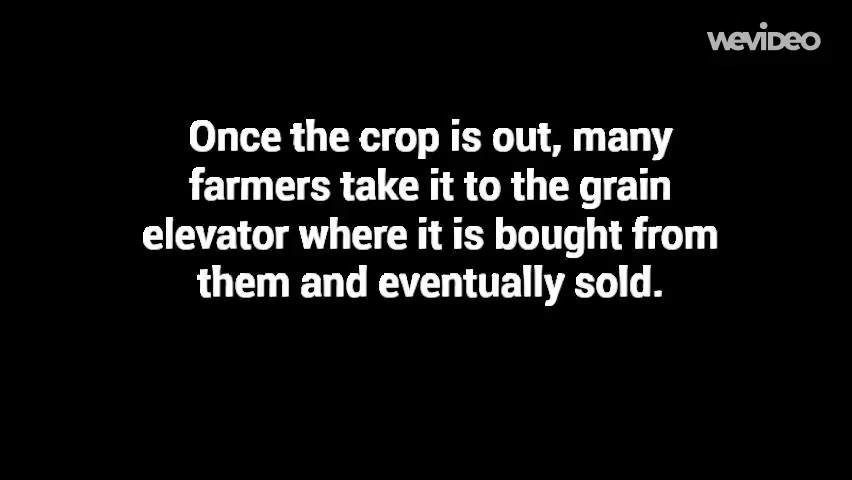 WEVIDEO
Once the crop is out, many
farmers take it to the grain
elevator where it is bought from
them and eventually sold.